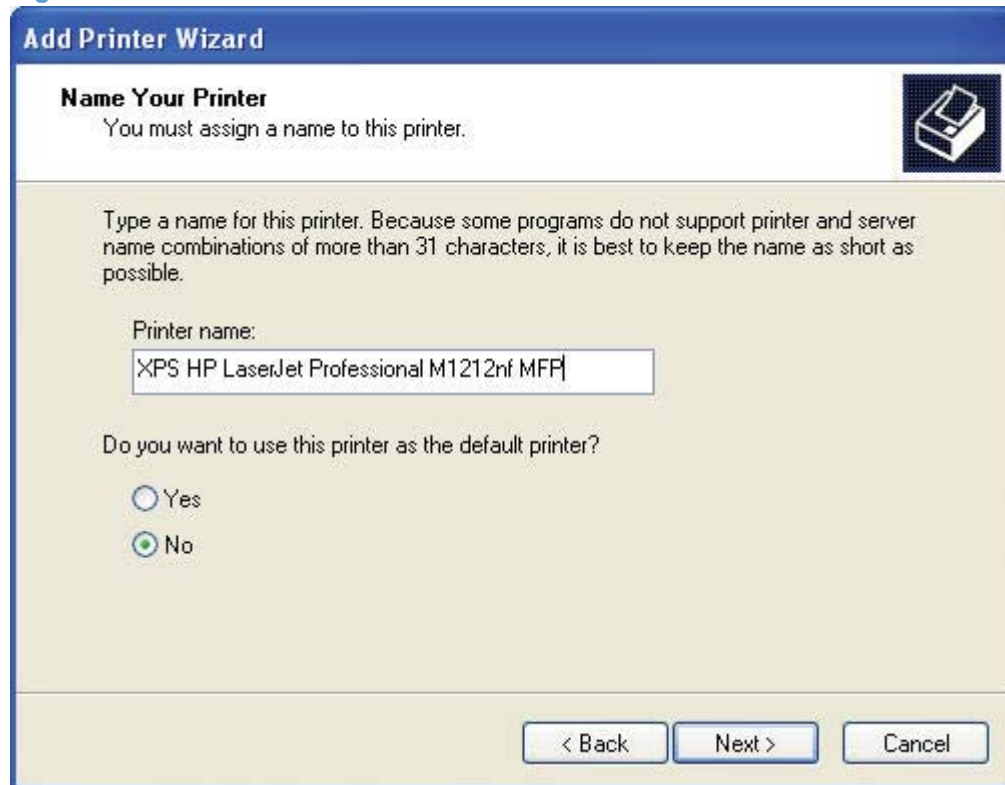 Add Printer Wizard
Name Your Printer
You must assign a name to this printer.
Type a name for this printer. Because some programs do not support printer and server
name combinations of more than 31 characters, it is best to keep the name as short as
possible.
Printer name:
XPS HP LaserJet Professional M1212nf MFP
Do you want to use this printer as the default printer?
Yes
No
< Back
Next >
Cancel